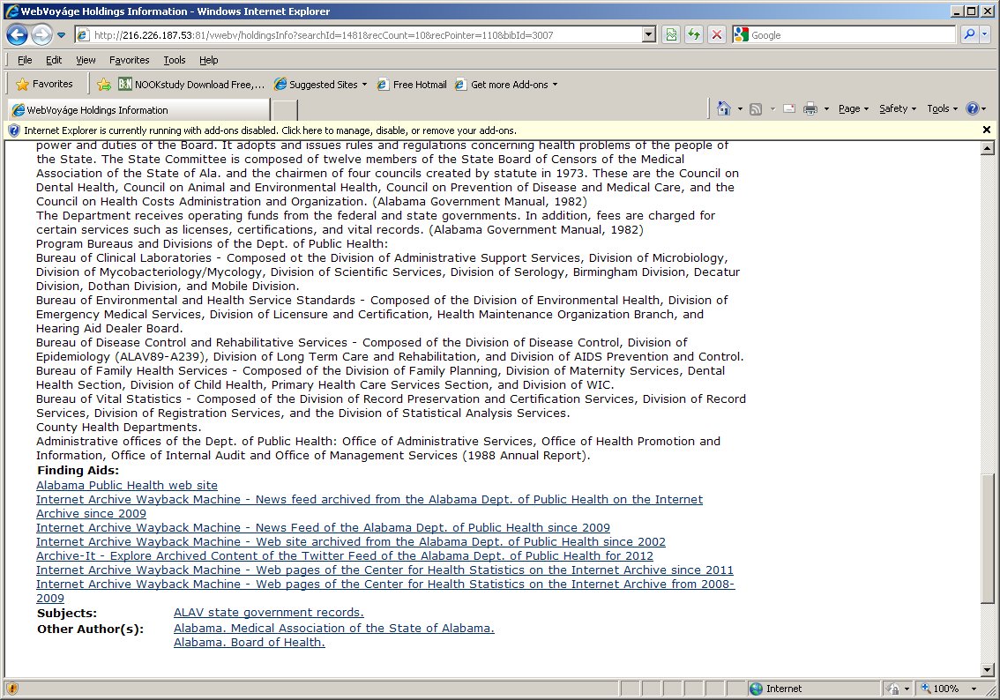 WebVoyáge Holdings Information - Windows Internet Explorer
http://216.226.187.53:81/vwebv/holdingsInfo?searchId=1481&recCount=10&recPointer=110&bibId=3007
Google
File Edit View Favorites Tools Help
Favorites NOOKstudy Download Free,... Suggested Sites Free Hotmail Get more Add-ons
WebVoyáge Holdings Information
Page Safety Tools
Internet Explorer is currently running with add-ons disabled. Click here to manage, disable, or remove your add-ons.
power and duties of the Board. It adopts and issues rules and regulations concerning health problems of the people of
the State. The State Committee is composed of twelve members of the State Board of Censors of the Medical
Association of the State of Ala. and the chairmen of four councils created by statute in 1973. These are the Council on
Dental Health, Council on Animal and Environmental Health, Council on Prevention of Disease and Medical Care, and the
Council on Health Costs Administration and Organization. (Alabama Government Manual, 1982)
The Department receives operating funds from the federal and state governments. In addition, fees are charged for
certain services such as licenses, certifications, and vital records. (Alabama Government Manual, 1982)
Program Bureaus and Divisions of the Dept. of Public Health:
Bureau of Clinical Laboratories - Composed ot the Division of Administrative Support Services, Division of Microbiology,
Division of Mycobacteriology/Mycology, Division of Scientific Services, Division of Serology, Birmingham Division, Decatur
Division, Dothan Division, and Mobile Division.
Bureau of Environmental and Health Service Standards - Composed of the Division of Environmental Health, Division of
Emergency Medical Services, Division of Licensure and Certification, Health Maintenance Organization Branch, and
Hearing Aid Dealer Board.
Bureau of Disease Control and Rehabilitative Services - Composed of the Division of Disease Control, Division of
Epidemiology (ALAV89-A239), Division of Long Term Care and Rehabilitation, and Division of AIDS Prevention and Control.
Bureau of Family Health Services - Composed of the Division of Family Planning, Division of Maternity Services, Dental
Health Section, Division of Child Health, Primary Health Care Services Section, and Division of WIC.
Bureau of Vital Statistics - Composed of the Division of Record Preservation and Certification Services, Division of Record
Services, Division of Registration Services, and the Division of Statistical Analysis Services.
County Health Departments.
Administrative offices of the Dept. of Public Health: Office of Administrative Services, Office of Health Promotion and
Information, Office of Internal Audit and Office of Management Services (1988 Annual Report).
Finding Aids:
Alabama Public Health web site
Internet Archive Wayback Machine - News feed archived from the Alabama Dept. of Public Health on the Internet
Archive since 2009
Internet Archive Wayback Machine - News Feed of the Alabama Dept. of Public Health since 2009
Internet Archive Wayback Machine - Web site archived from the Alabama Dept. of Public Health since 2002
Archive-It - Explore Archived Content of the Twitter Feed of the Alabama Dept. of Public Health for 2012
Internet Archive Wayback Machine - Web pages of the Center for Health Statistics on the Internet Archive since 2011
Internet Archive Wayback Machine - Web pages of the Center for Health Statistics on the Internet Archive from 2008-
2009
Subjects: ALAV state government records.
Other Author(s): Alabama. Medical Association of the State of Alabama.
Alabama. Board of Health.
Internet 100%